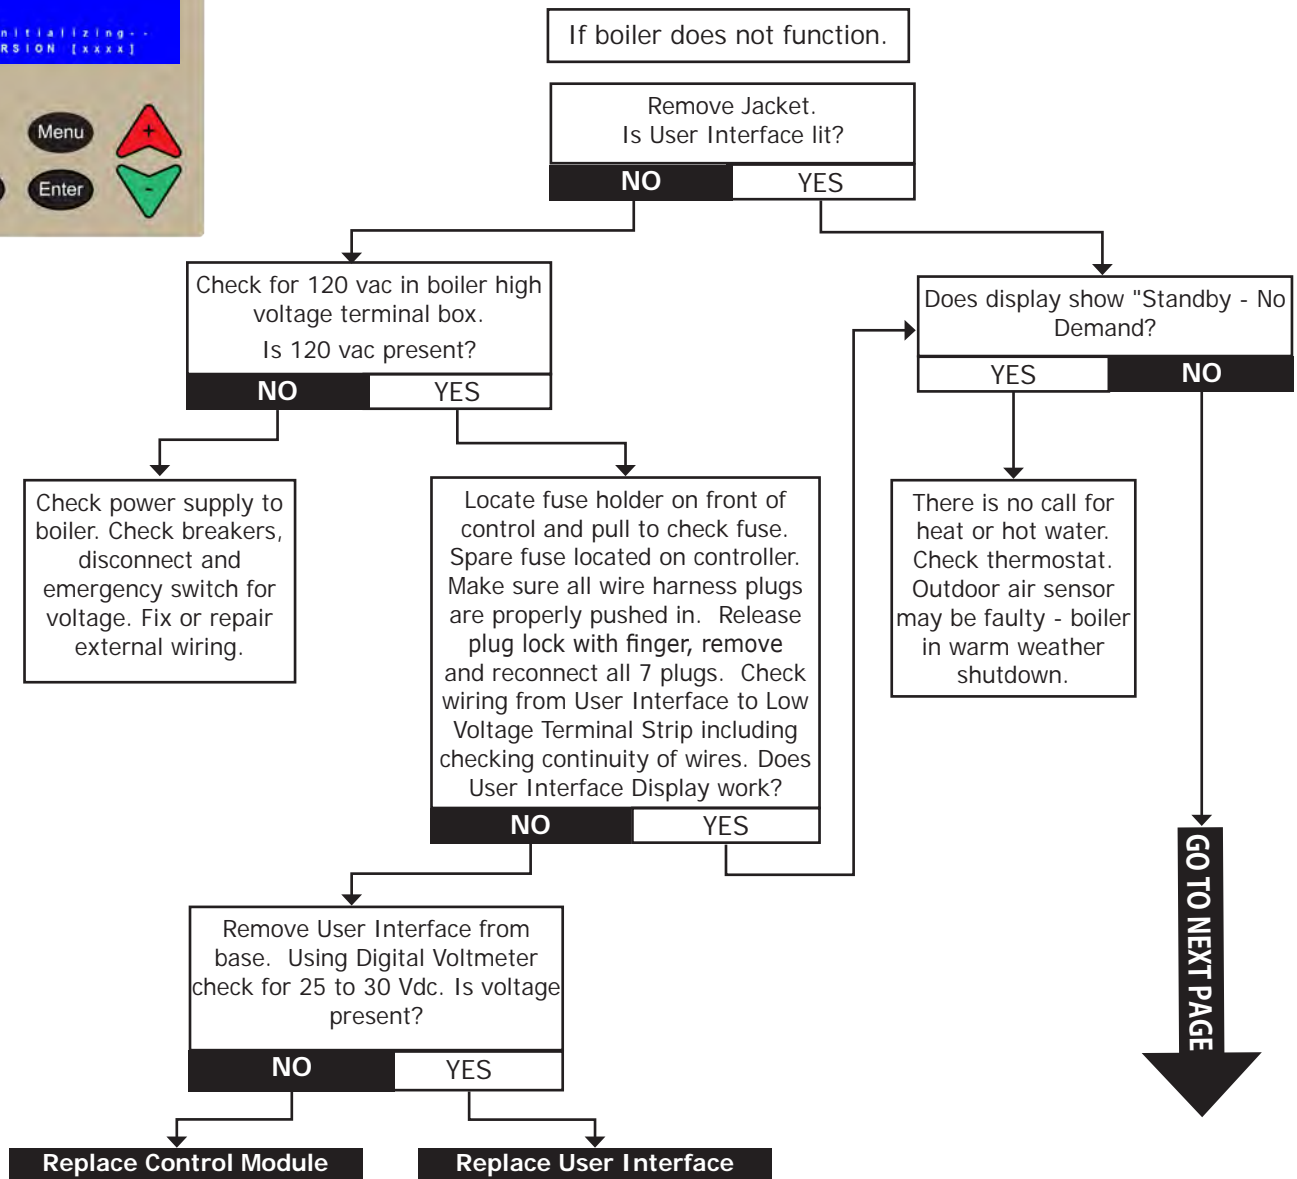 nitializing--
RSION [xxxx]
Menu
+
Enter
-
If boiler does not function.
Remove Jacket.
Is User Interface lit?
NO
YES
Check for 120 vac in boiler high
voltage terminal box.
Is 120 vac present?
NO
YES
Does display show "Standby - No
Demand?
YES
NO
Check power supply to
boiler. Check breakers,
disconnect and
emergency switch for
voltage. Fix or repair
external wiring.
Locate fuse holder on front of
control and pull to check fuse.
Spare fuse located on controller.
Make sure all wire harness plugs
are properly pushed in. Release
plug lock with finger, remove
and reconnect all 7 plugs. Check
wiring from User Interface to Low
Voltage Terminal Strip including
checking continuity of wires. Does
User Interface Display work?
NO
YES
There is no call for
heat or hot water.
Check thermostat.
Outdoor air sensor
may be faulty - boiler
in warm weather
shutdown.
GO TO NEXT PAGE
Remove User Interface from
base. Using Digital Voltmeter
check for 25 to 30 Vdc. Is voltage
present?
NO
YES
Replace Control Module
Replace User Interface